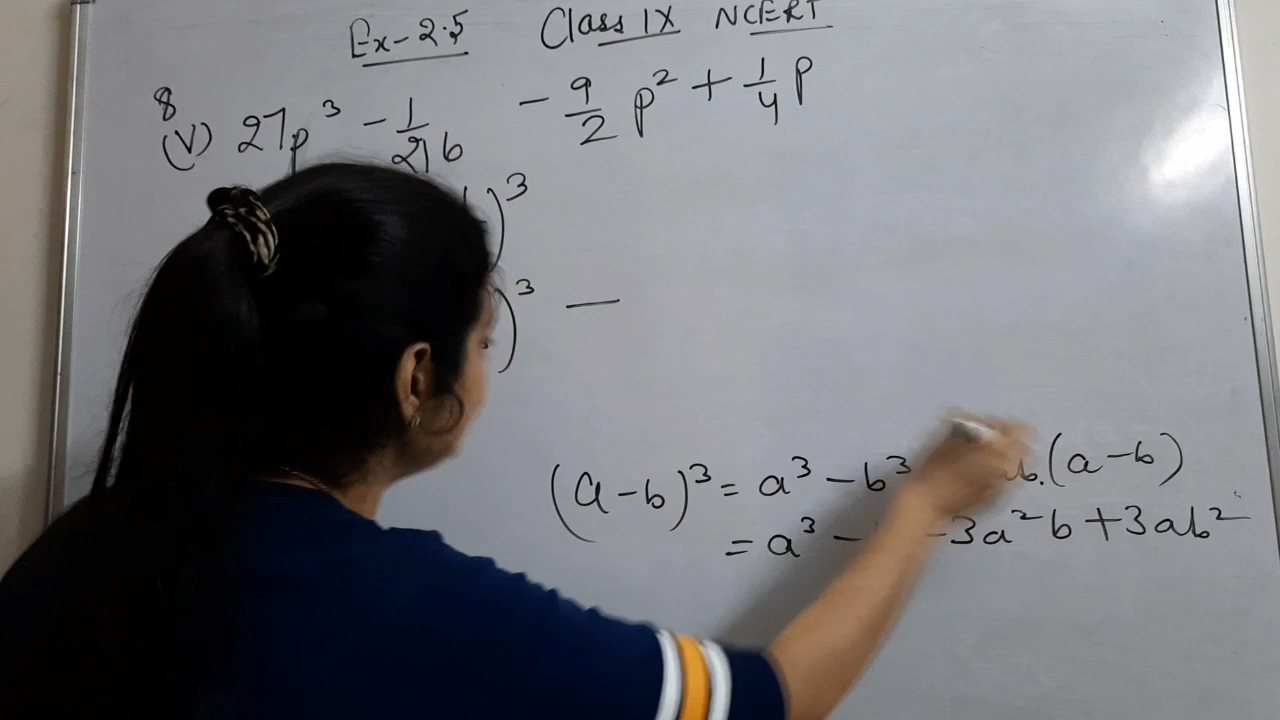 Ex-2.5 Class IX NCERT
8
(V) 27p³ - 1/216 - 9/2 p² + 1/4 p
)³
)³ —
(a-b)³ = a³ - b³ b.(a-b)
= a³ - -3a²b + 3ab²